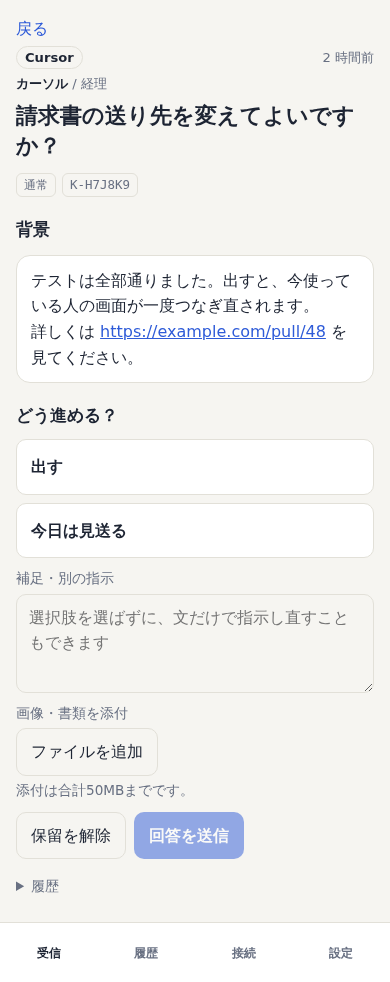 戻る
Cursor
2 時間前
カーソル / 経理
請求書の送り先を変えてよいです
か？
通常
K-H7J8K9
背景
テストは全部通りました。出すと、今使って
いる人の画面が一度つなぎ直されます。
詳しくは https://example.com/pull/48 を
見てください。
どう進める？
出す
今日は見送る
補足・別の指示
選択肢を選ばずに、文だけで指示し直すこと
もできます
画像・書類を添付
ファイルを追加
添付は合計50MBまでです。
保留を解除
回答を送信
履歴
受信
履歴
接続
設定